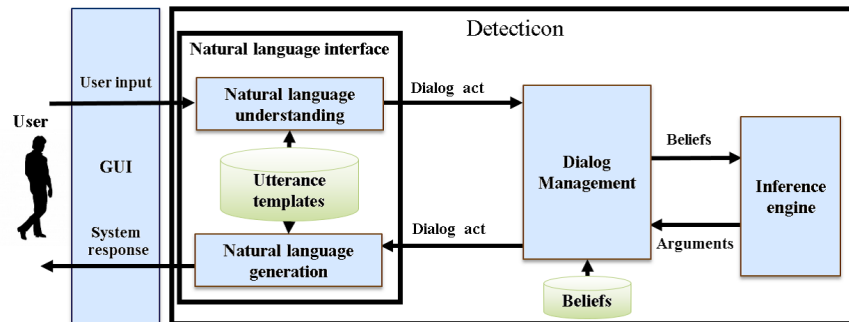 Detecticon
Natural language interface
User input
Natural language
understanding
Dialog act
User
GUI
Utterance
templates
Dialog
Management
Beliefs
Inference
engine
Arguments
System
response
Natural language
generation
Dialog act
Beliefs